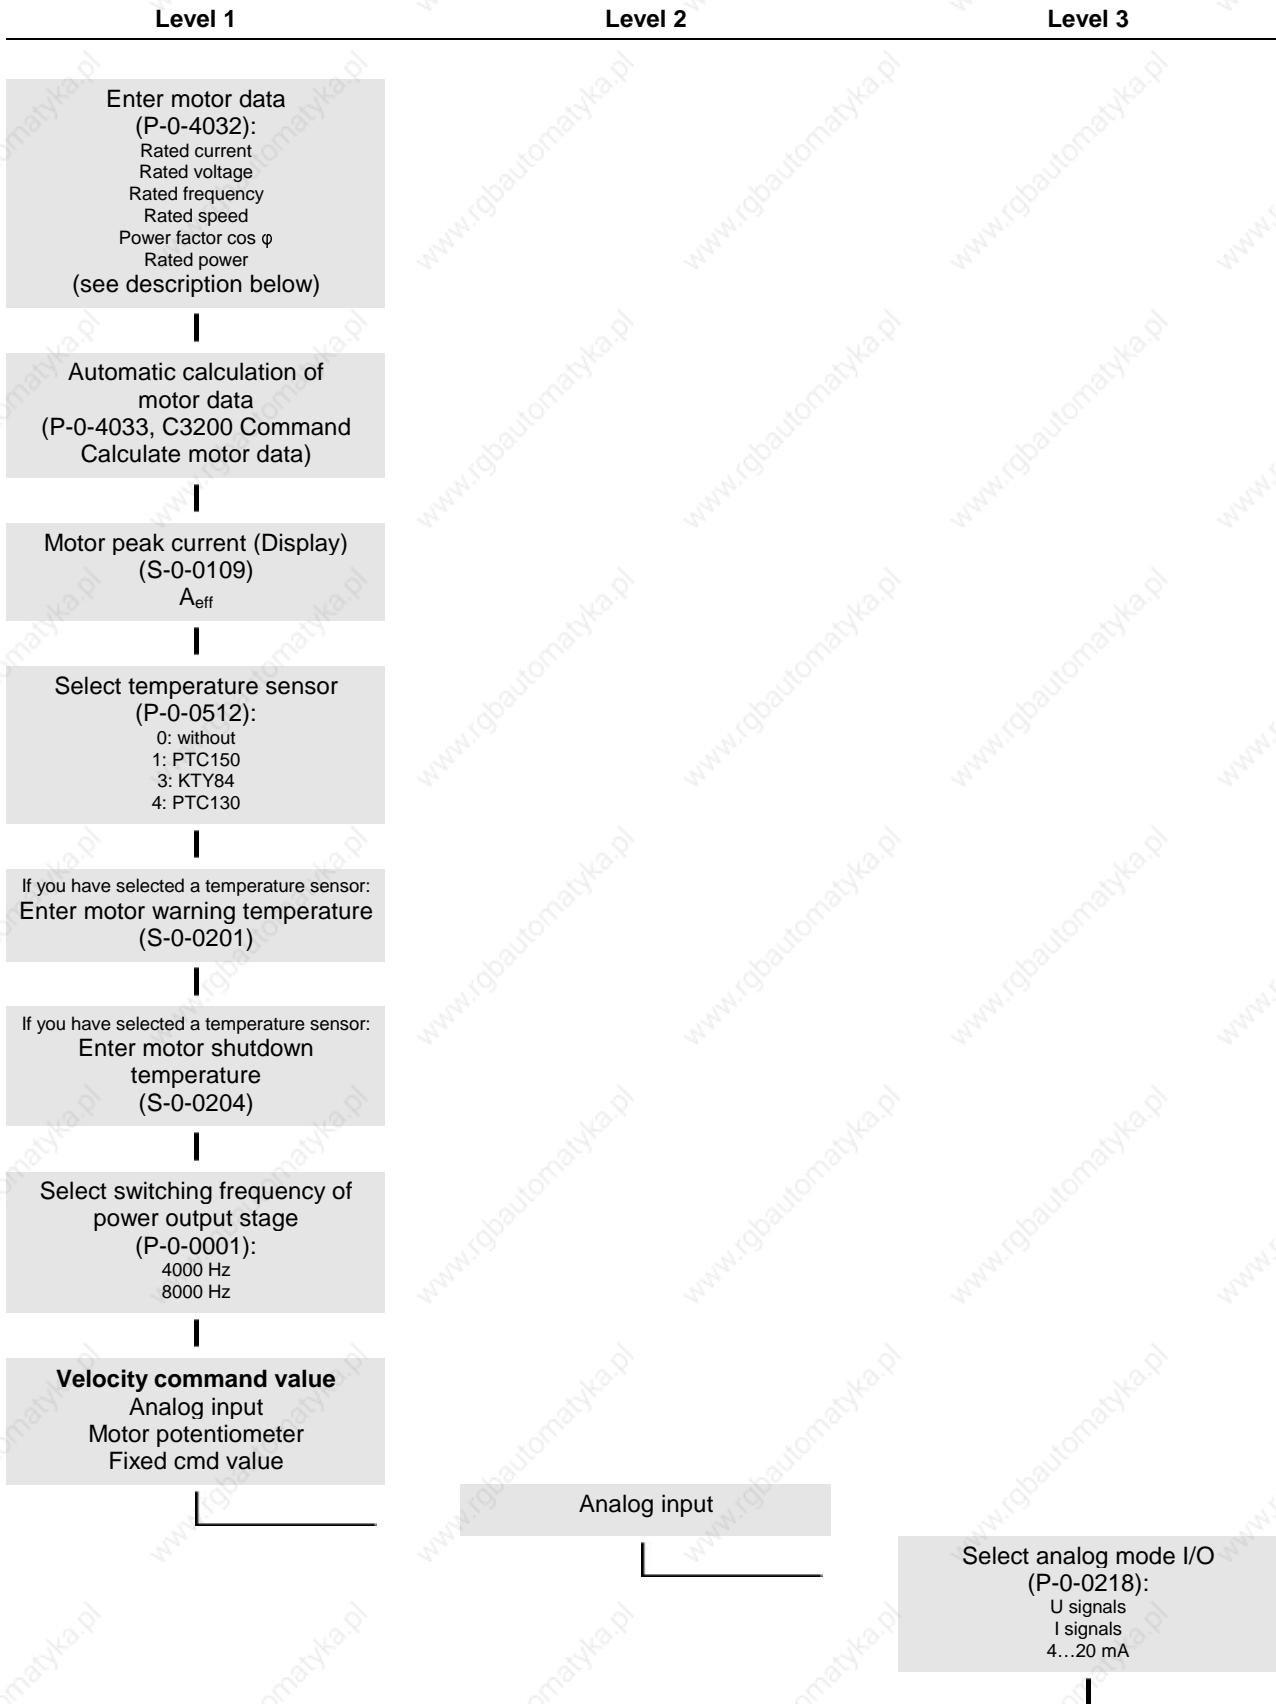 Level 1
Level 2
Level 3
Enter motor data
(P-0-4032):
Rated current
Rated voltage
Rated frequency
Rated speed
Power factor cos φ
Rated power
(see description below)
Automatic calculation of
motor data
(P-0-4033, C3200 Command
Calculate motor data)
Motor peak current (Display)
(S-0-0109)
Aeff
Select temperature sensor
(P-0-0512):
0: without
1: PTC150
3: KTY84
4: PTC130
If you have selected a temperature sensor:
Enter motor warning temperature
(S-0-0201)
If you have selected a temperature sensor:
Enter motor shutdown
temperature
(S-0-0204)
Select switching frequency of
power output stage
(P-0-0001):
4000 Hz
8000 Hz
Velocity command value
Analog input
Motor potentiometer
Fixed cmd value
Analog input
Select analog mode I/O
(P-0-0218):
U signals
I signals
4…20 mA
www.rgbautomatyka.pl